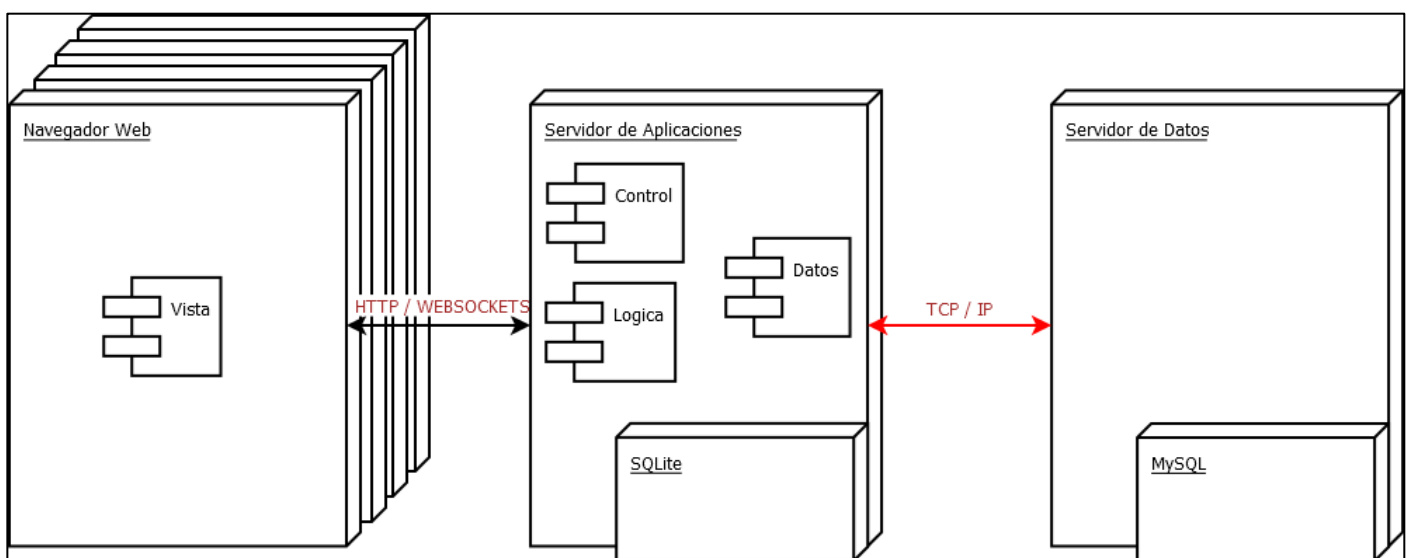 Navegador Web
Servidor de Aplicaciones
Servidor de Datos
Control
Datos
Vista
HTTP / WEBSOCKETS
Logica
TCP / IP
SQLite
MySQL